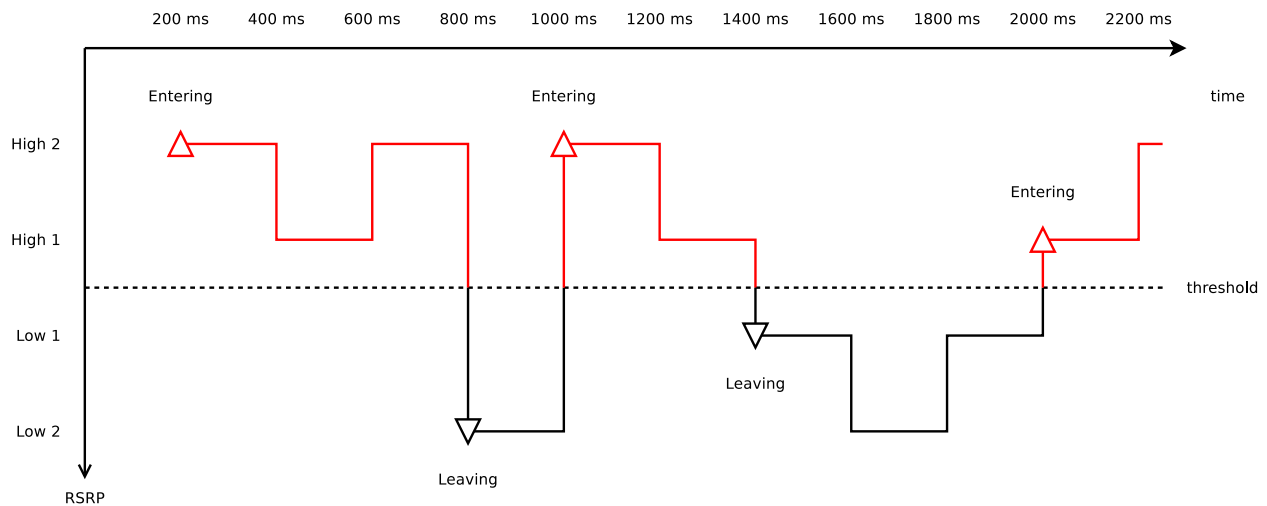 200 ms 400 ms 600 ms 800 ms 1000 ms 1200 ms 1400 ms 1600 ms 1800 ms 2000 ms 2200 ms
Entering Entering time
High 2
Entering
High 1
threshold
Low 1
Leaving
Low 2
Leaving
RSRP